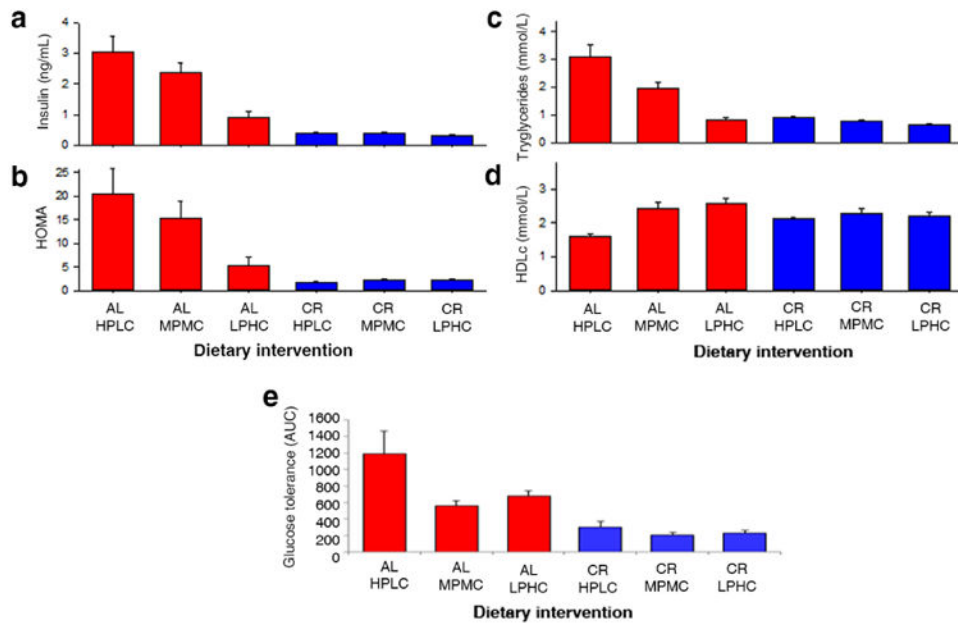 a
Insulin (ng/mL)
4
3
2
1
0
b
HOMA
25
20
15
10
5
0
AL
HPLC
AL
MPMC
AL
LPHC
CR
HPLC
CR
MPMC
CR
LPHC
Dietary intervention
c
Tryglycerides (mmol/L)
4
3
2
1
0
d
HDLc (mmol/L)
3
2
1
0
AL
HPLC
AL
MPMC
AL
LPHC
CR
HPLC
CR
MPMC
CR
LPHC
Dietary intervention
e
Glucose tolerance (AUC)
1600
1400
1200
1000
800
600
400
200
0
AL
HPLC
AL
MPMC
AL
LPHC
CR
HPLC
CR
MPMC
CR
LPHC
Dietary intervention